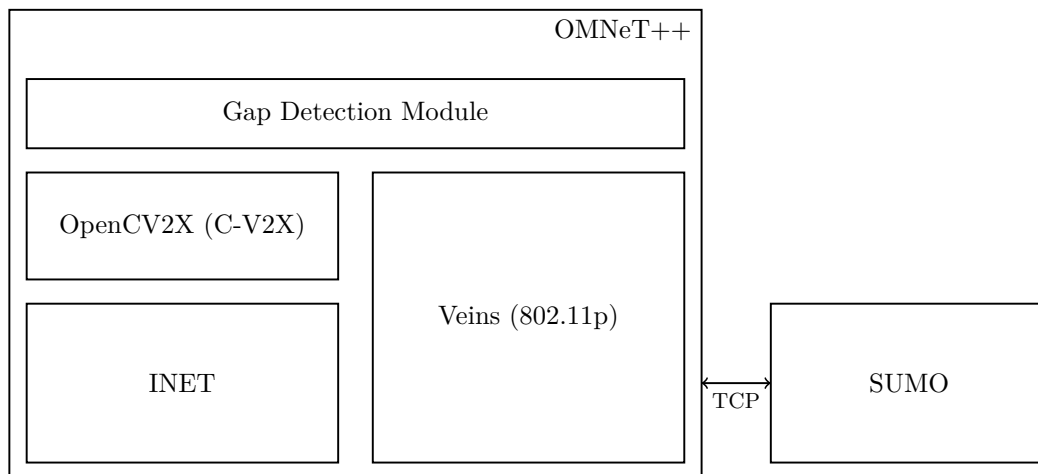 OMNeT++
Gap Detection Module
OpenCV2X (C-V2X)
Veins (802.11p)
INET
TCP
SUMO